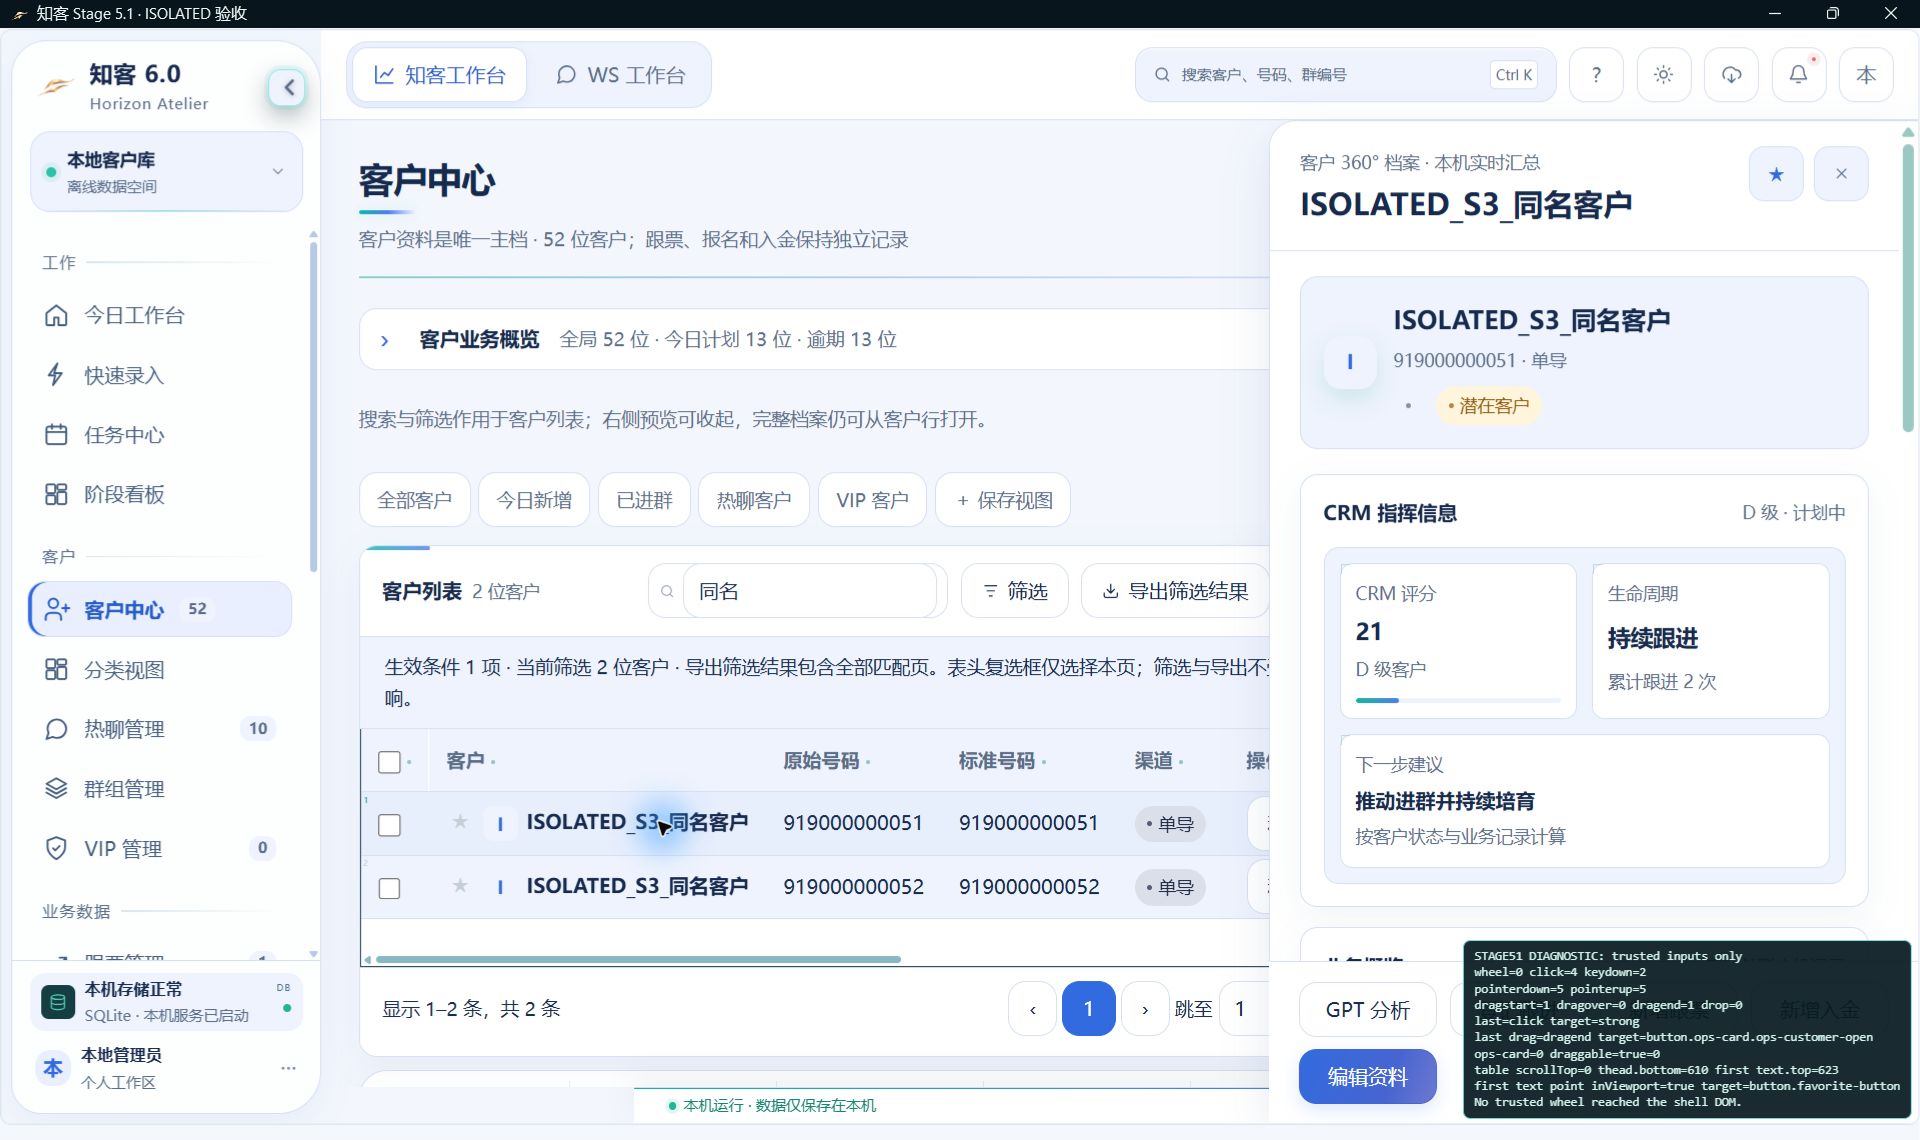 知客 Stage 5.1 · ISOLATED 验收
知客 6.0
Horizon Atelier
本地客户库
离线数据空间
工作
今日工作台
快速录入
任务中心
阶段看板
客户
客户中心 52
分类视图
热聊管理 10
群组管理
VIP 管理 0
业务数据
本机存储正常 DB
SQLite · 本机服务已启动
本 本地管理员
个人工作区
知客工作台 WS 工作台
搜索客户、号码、群编号 Ctrl K ? 本
客户中心
客户资料是唯一主档 · 52 位客户；跟票、报名和入金保持独立记录
› 客户业务概览 全局 52 位 · 今日计划 13 位 · 逾期 13 位
搜索与筛选作用于客户列表；右侧预览可收起，完整档案仍可从客户行打开。
全部客户 今日新增 已进群 热聊客户 VIP 客户 + 保存视图
客户列表 2 位客户 同名 筛选 导出筛选结果
生效条件 1 项 · 当前筛选 2 位客户 · 导出筛选结果包含全部匹配页。表头复选框仅选择本页；筛选与导出不
响。
客户 原始号码 标准号码 渠道
1 ★ I ISOLATED_S3_同名客户 919000000051 919000000051 • 单导
2 ★ I ISOLATED_S3_同名客户 919000000052 919000000052 • 单导
显示 1–2 条，共 2 条 ‹ 1 › 跳至 1
本机运行 · 数据仅保存在本机
客户 360° 档案 · 本机实时汇总
ISOLATED_S3_同名客户
I
ISOLATED_S3_同名客户
919000000051 · 单导
• 潜在客户
CRM 指挥信息 D 级 · 计划中
CRM 评分
21
D 级客户
生命周期
持续跟进
累计跟进 2 次
下一步建议
推动进群并持续培育
按客户状态与业务记录计算
GPT 分析 新增入金
编辑资料
STAGE51 DIAGNOSTIC: trusted inputs only
wheel=0 click=4 keydown=2
pointerdown=5 pointerup=5
dragstart=1 dragover=0 dragend=1 drop=0
last=click target=strong
last drag=dragend target=button.ops-card.ops-customer-open
ops-card=0 draggable=true=0
table scrollTop=0 thead.bottom=610 first text.top=623
first text point inViewport=true target=button.favorite-button
No trusted wheel reached the shell DOM.